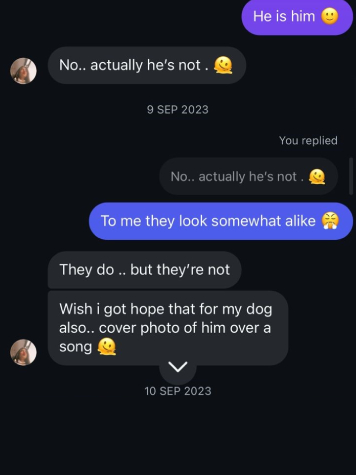 He is him 🙂
No.. actually he's not . 🫠
9 SEP 2023
You replied
No.. actually he's not . 🫠
To me they look somewhat alike 😤
They do .. but they're not
Wish i got hope that for my dog
also.. cover photo of him over a
song 🫠
10 SEP 2023